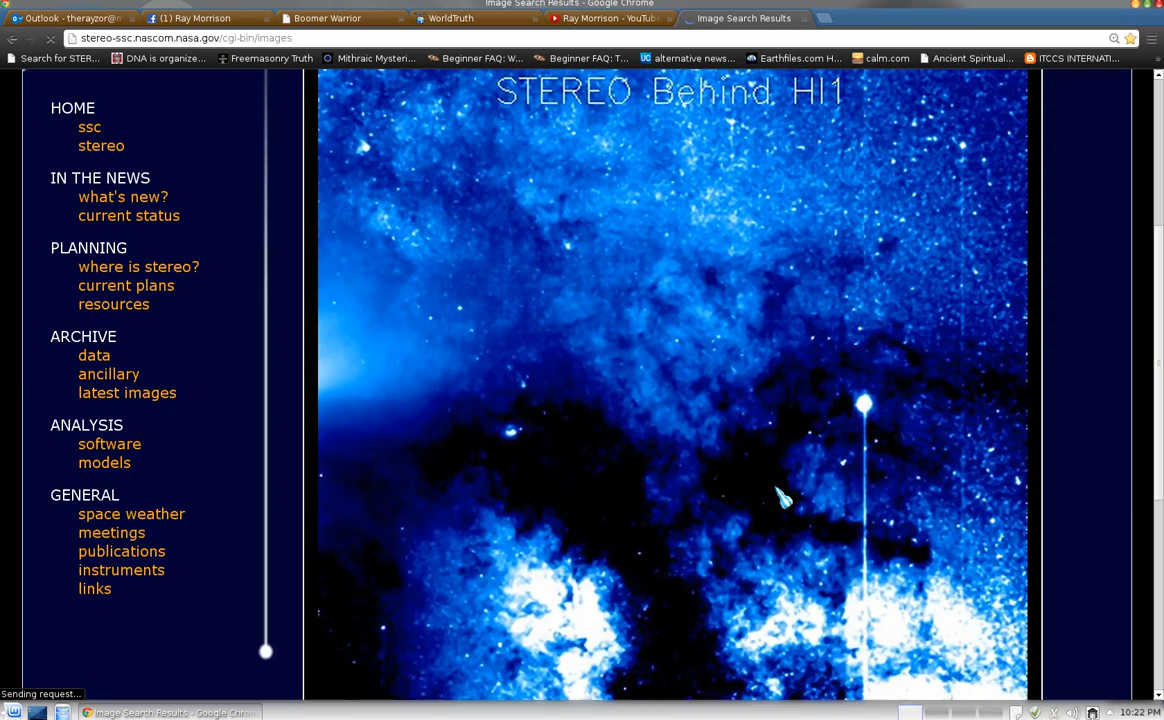 Image Search Results - Google Chrome
Outlook - therayzor@n
(1) Ray Morrison
Boomer Warrior
WorldTruth
Ray Morrison - YouTube
Image Search Results
stereo-ssc.nascom.nasa.gov/cgi-bin/images
Search for STER...
DNA is organize...
Freemasonry Truth
Mithraic Mysteri...
Beginner FAQ: W...
Beginner FAQ: T...
alternative news...
Earthfiles.com H...
calm.com
Ancient Spiritual...
ITCCS INTERNATI...
STEREO Behind HI1
HOME
ssc
stereo
IN THE NEWS
what's new?
current status
PLANNING
where is stereo?
current plans
resources
ARCHIVE
data
ancillary
latest images
ANALYSIS
software
models
GENERAL
space weather
meetings
publications
instruments
links
Sending request...
Image Search Results - Google Chro
10:22 PM